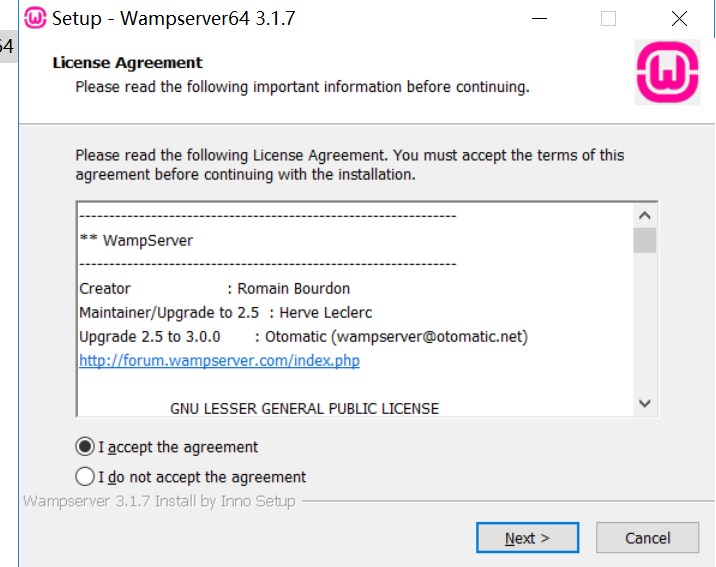 Setup - Wampserver64 3.1.7
64
License Agreement
Please read the following important information before continuing.
Please read the following License Agreement. You must accept the terms of this
agreement before continuing with the installation.
----------------------------------------------------------------
** WampServer
----------------------------------------------------------------
Creator : Romain Bourdon
Maintainer/Upgrade to 2.5 : Herve Leclerc
Upgrade 2.5 to 3.0.0 : Otomatic (wampserver@otomatic.net)
http://forum.wampserver.com/index.php
GNU LESSER GENERAL PUBLIC LICENSE
I accept the agreement
I do not accept the agreement
Wampserver 3.1.7 Install by Inno Setup
Next >
Cancel